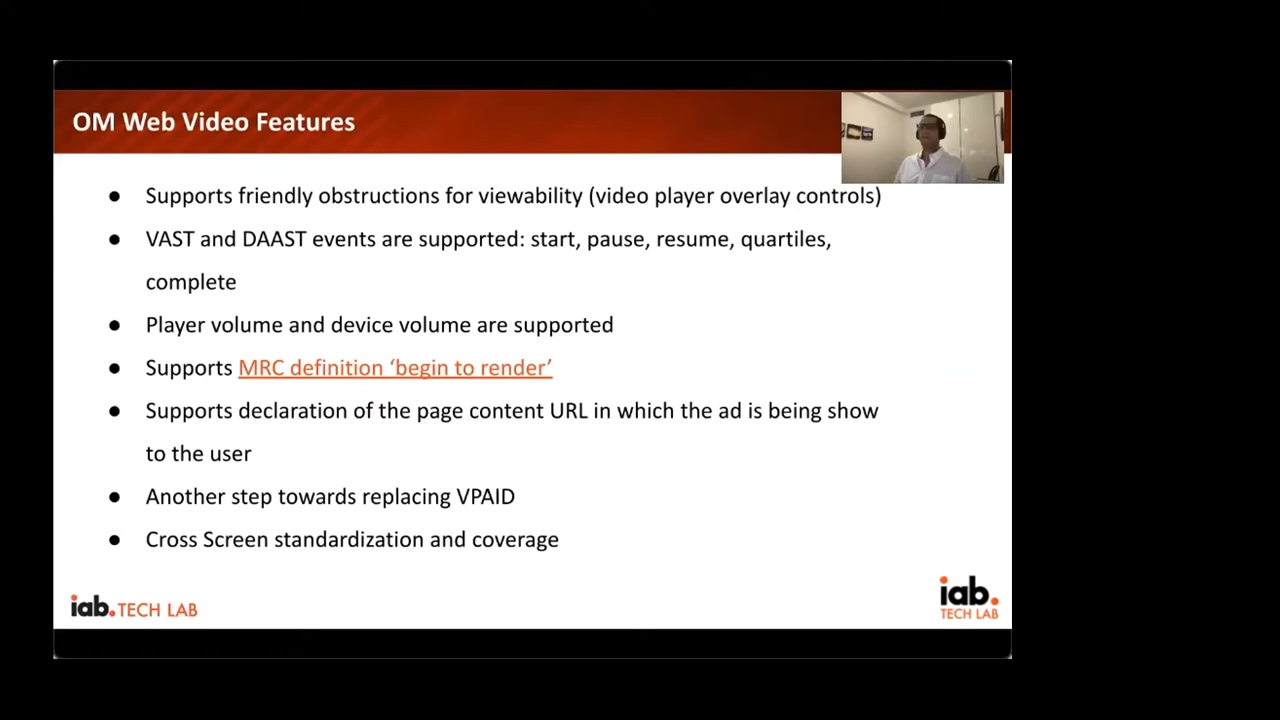 OM Web Video Features
● Supports friendly obstructions for viewability (video player overlay controls)
● VAST and DAAST events are supported: start, pause, resume, quartiles,
complete
● Player volume and device volume are supported
● Supports MRC definition ‘begin to render’
● Supports declaration of the page content URL in which the ad is being show
to the user
● Another step towards replacing VPAID
● Cross Screen standardization and coverage
iab. TECH LAB
iab.
TECH LAB